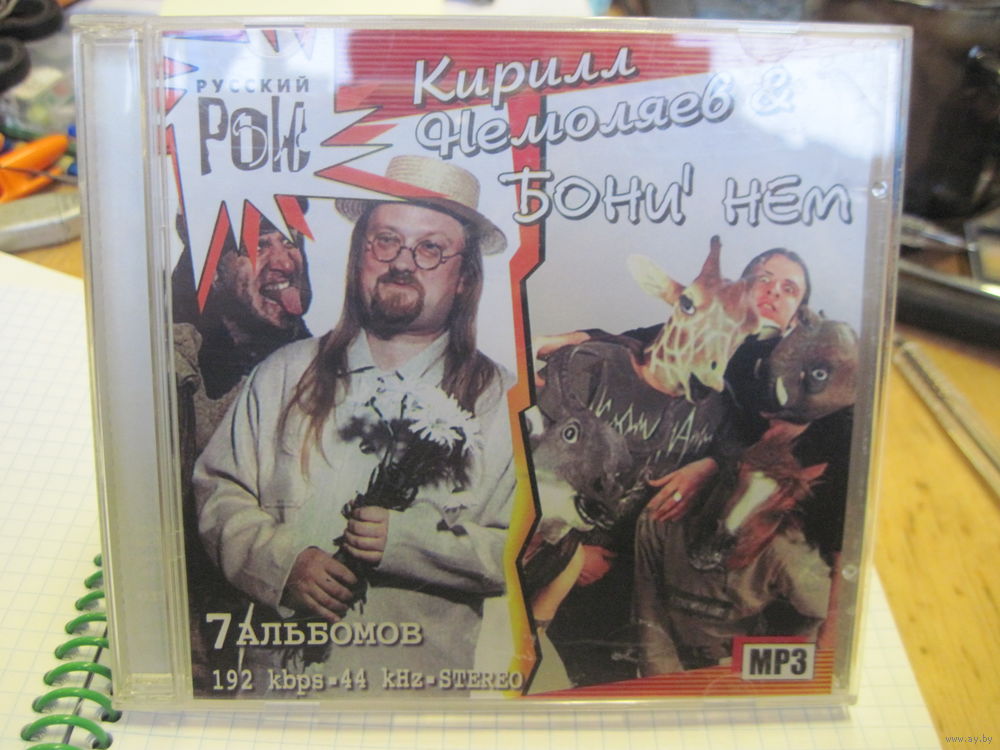 РУССКИЙ
РОК
Кирилл
Немоляев &
БОНИ' НЕМ
7 АЛЬБОМОВ
192 kbps-44 kHz-STEREO
MP3
www.ay.by